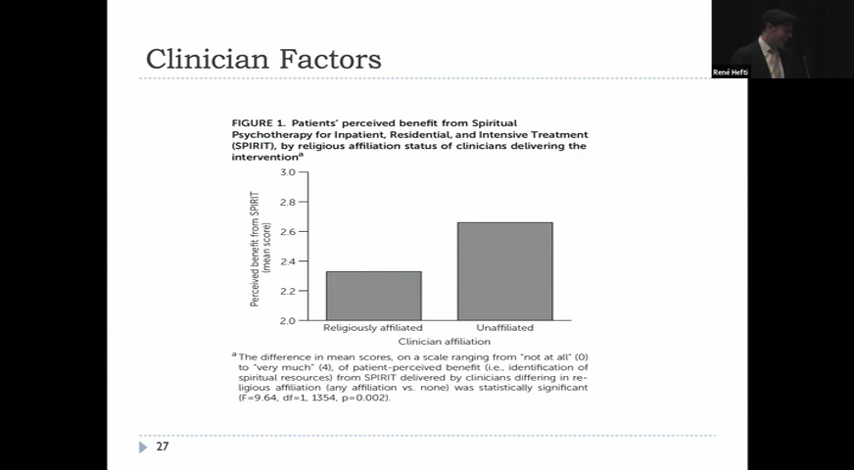 Clinician Factors
René Hefti
FIGURE 1. Patients' perceived benefit from Spiritual
Psychotherapy for Inpatient, Residential, and Intensive Treatment
(SPIRIT), by religious affiliation status of clinicians delivering the
interventionª
3.0
2.8
2.6
2.4
2.2
2.0
Perceived benefit from SPIRIT
(mean score)
Religiously affiliated
Unaffiliated
Clinician affiliation
ª The difference in mean scores, on a scale ranging from "not at all" (0)
to "very much" (4), of patient-perceived benefit (i.e., identification of
spiritual resources) from SPIRIT delivered by clinicians differing in re-
ligious affiliation (any affiliation vs. none) was statistically significant
(F=9.64, df=1, 1354, p=0.002).
27